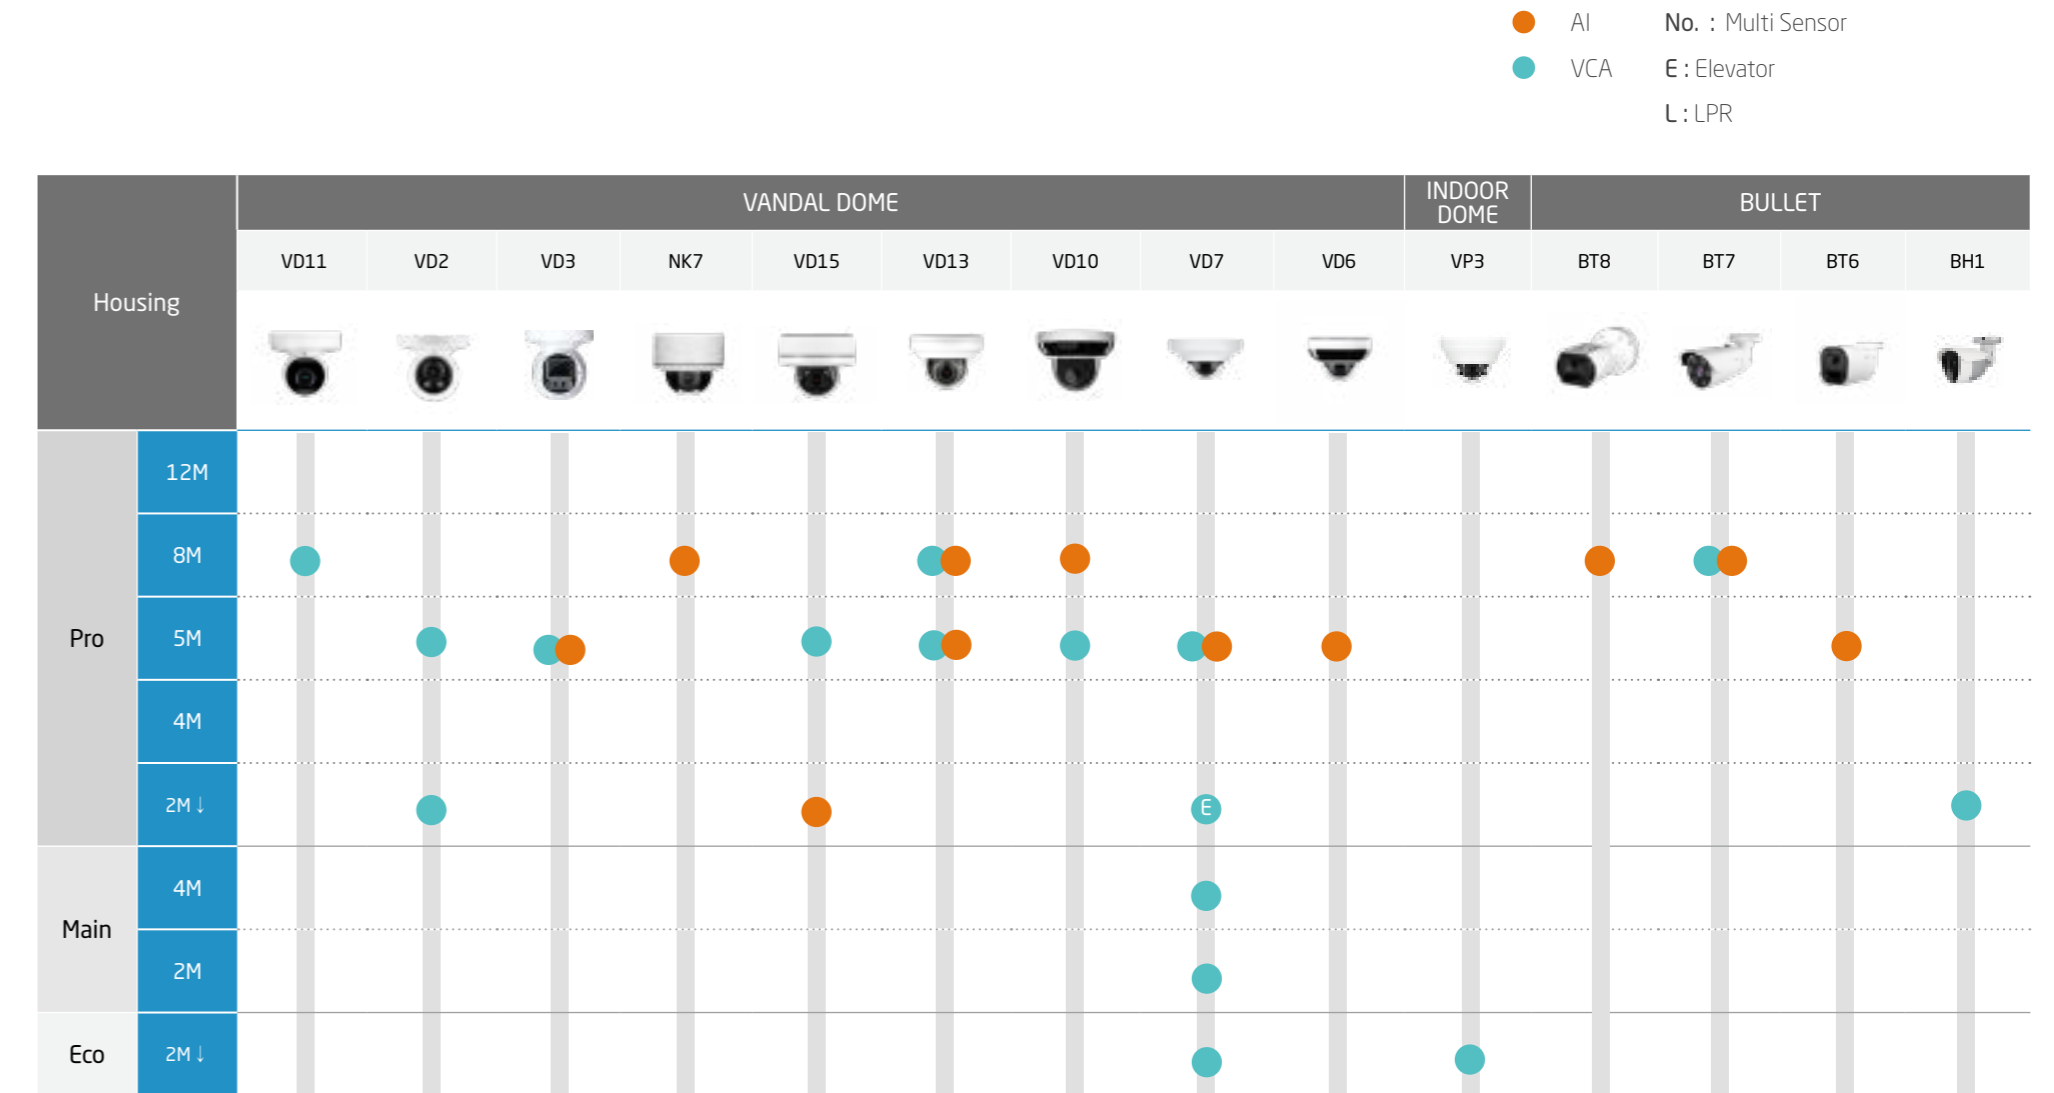 AI No. : Multi Sensor
VCA E : Elevator
L : LPR
Housing VANDAL DOME INDOOR DOME BULLET
VD11 VD2 VD3 NK7 VD15 VD13 VD10 VD7 VD6 VP3 BT8 BT7 BT6 BH1
Pro
12M
8M
5M
4M
2M ↓ E
Main
4M
2M
Eco 2M ↓